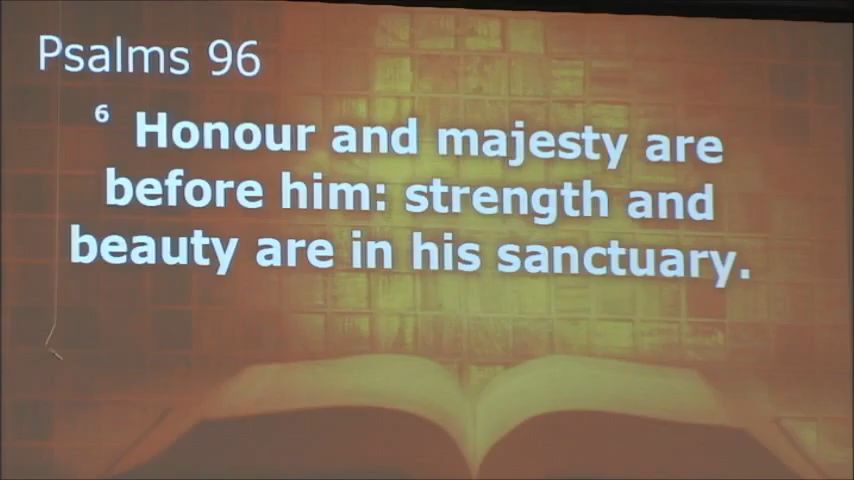 Psalms 96
6 Honour and majesty are
before him: strength and
beauty are in his sanctuary.